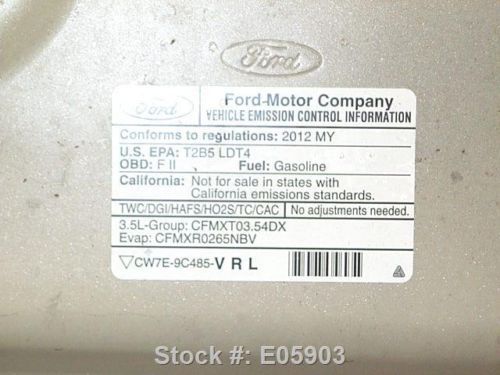 Ford
Ford
Ford Motor Company
VEHICLE EMISSION CONTROL INFORMATION
Conforms to regulations: 2012 MY
U.S. EPA: T2B5 LDT4
OBD: F II Fuel: Gasoline
California: Not for sale in states with
California emissions standards.
TWC/DGI/HAFS/HO2S/TC/CAC No adjustments needed.
3.5L-Group: CFMXT03.54DX
Evap: CFMXR0265NBV
CW7E-9C485-V R L
Stock #: E05903